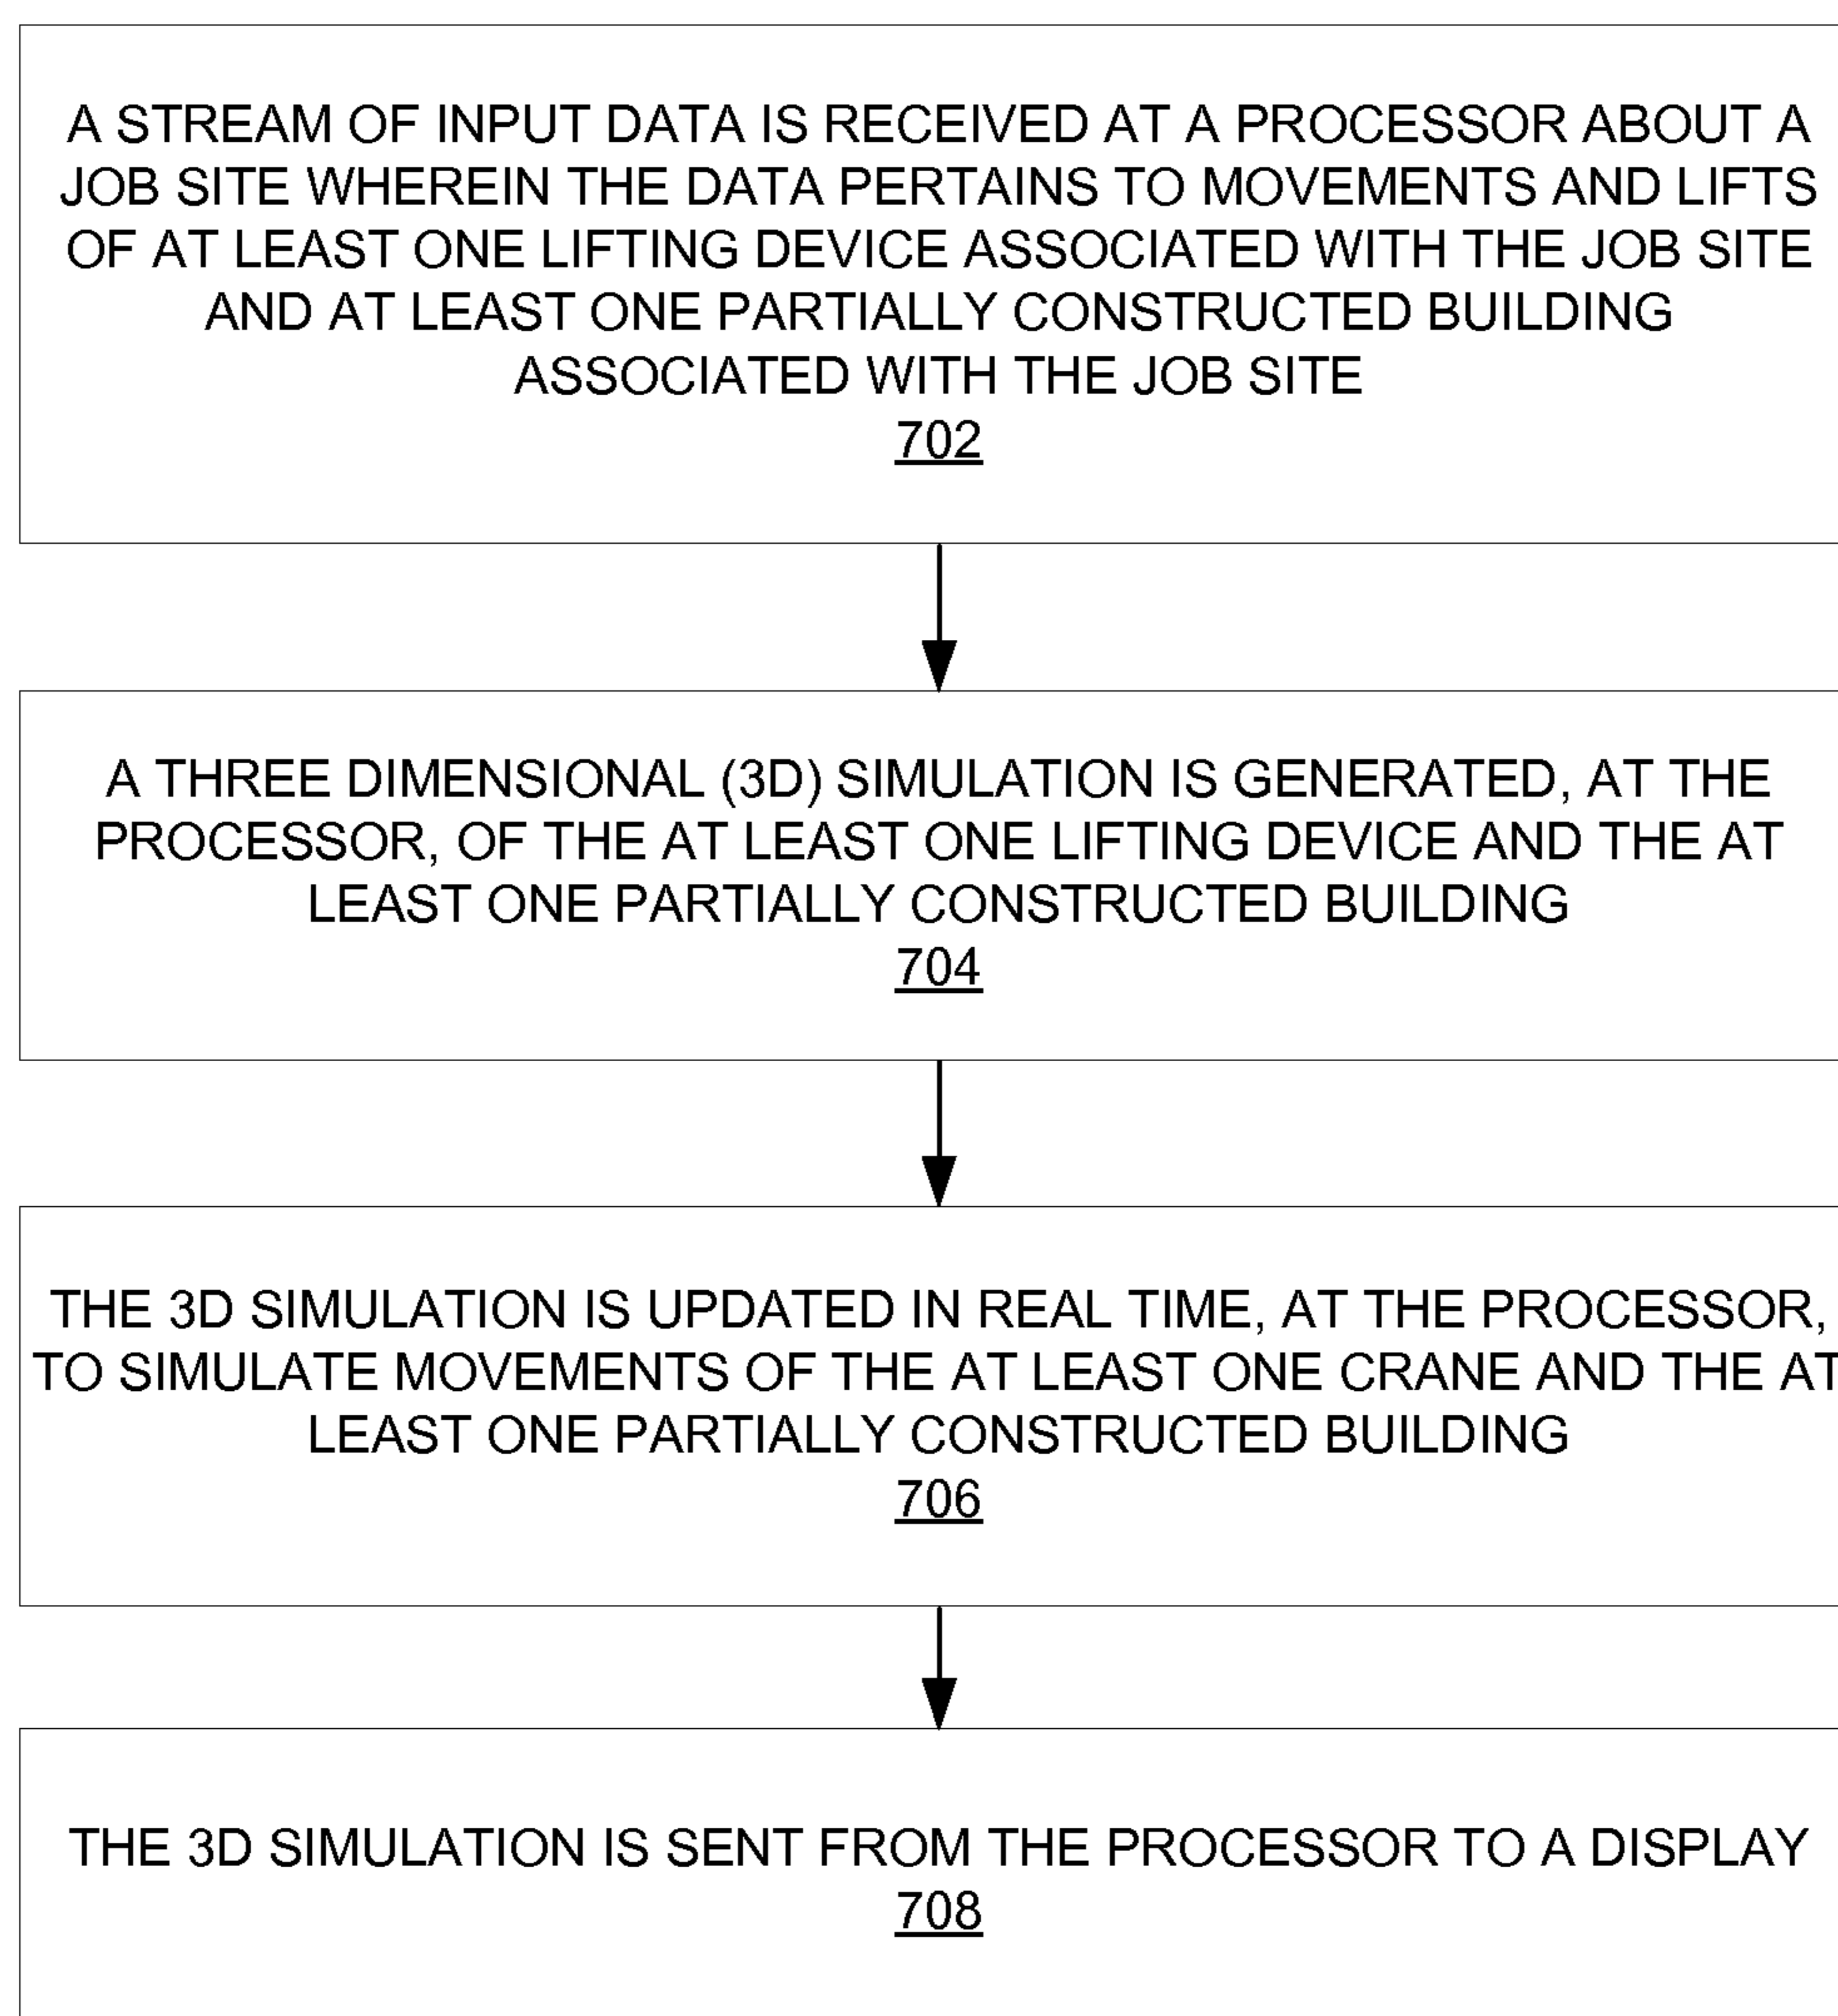 A STREAM OF INPUT DATA IS RECEIVED AT A PROCESSOR ABOUT A
JOB SITE WHEREIN THE DATA PERTAINS TO MOVEMENTS AND LIFTS
OF AT LEAST ONE LIFTING DEVICE ASSOCIATED WITH THE JOB SITE
AND AT LEAST ONE PARTIALLY CONSTRUCTED BUILDING
ASSOCIATED WITH THE JOB SITE
702
A THREE DIMENSIONAL (3D) SIMULATION IS GENERATED, AT THE
PROCESSOR, OF THE AT LEAST ONE LIFTING DEVICE AND THE AT
LEAST ONE PARTIALLY CONSTRUCTED BUILDING
704
THE 3D SIMULATION IS UPDATED IN REAL TIME, AT THE PROCESSOR,
TO SIMULATE MOVEMENTS OF THE AT LEAST ONE CRANE AND THE AT
LEAST ONE PARTIALLY CONSTRUCTED BUILDING
706
THE 3D SIMULATION IS SENT FROM THE PROCESSOR TO A DISPLAY
708